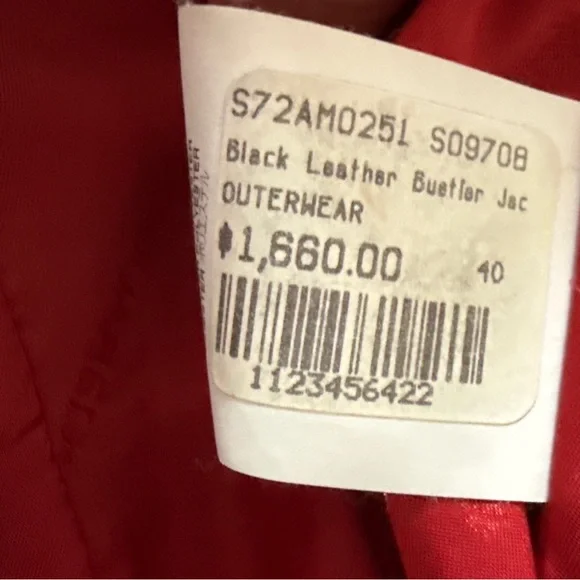 S72AM0251 S09708
Black Leather Bustier Jac
OUTERWEAR
$1,660.00 40
1123456422